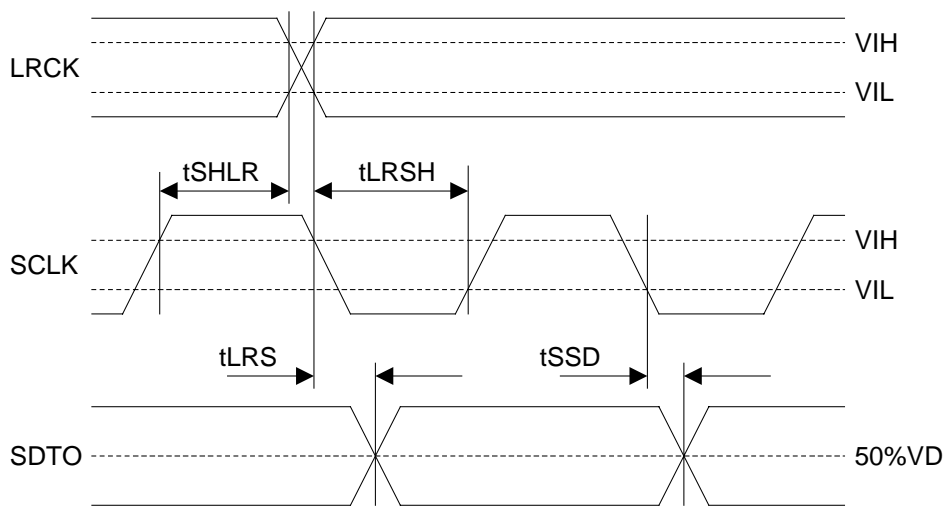 VIH
LRCK
VIL
tSHLR tLRSH
VIH
SCLK
VIL
tLRS tSSD
SDTO 50%VD